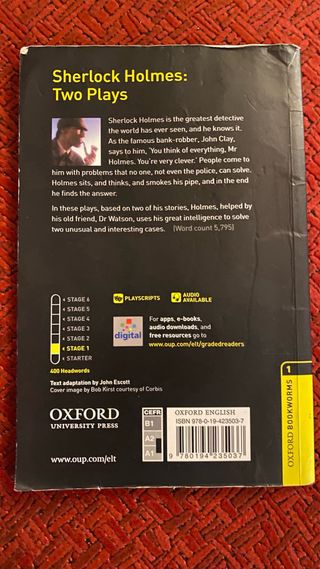 Sherlock Holmes:
Two Plays
Sherlock Holmes is the greatest detective
the world has ever seen, and he knows it.
As the famous bank-robber, John Clay,
says to him, 'You think of everything, Mr
Holmes. You're very clever.' People come to
him with problems that no one, not even the police, can solve.
Holmes sits, and thinks, and smokes his pipe, and in the end
he finds the answer.
In these plays, based on two of his stories, Holmes, helped by
his old friend, Dr Watson, uses his great intelligence to solve
two unusual and interesting cases. (Word count 5,795)
STAGE 6
STAGE 5
STAGE 4
STAGE 3
STAGE 2
STAGE 1
STARTER
400 Headwords
PLAYSCRIPTS
AUDIO
AVAILABLE
digital
For apps, e-books,
audio downloads, and
free resources go to
www.oup.com/elt/gradedreaders
Text adaptation by John Escott
Cover image by Bob Kirst courtesy of Corbis
OXFORD
UNIVERSITY PRESS
www.oup.com/elt
CEFR
B1
A2
A1
OXFORD ENGLISH
ISBN 978-0-19-423503-7
9 780194 235037
OXFORD BOOKWORMS 1